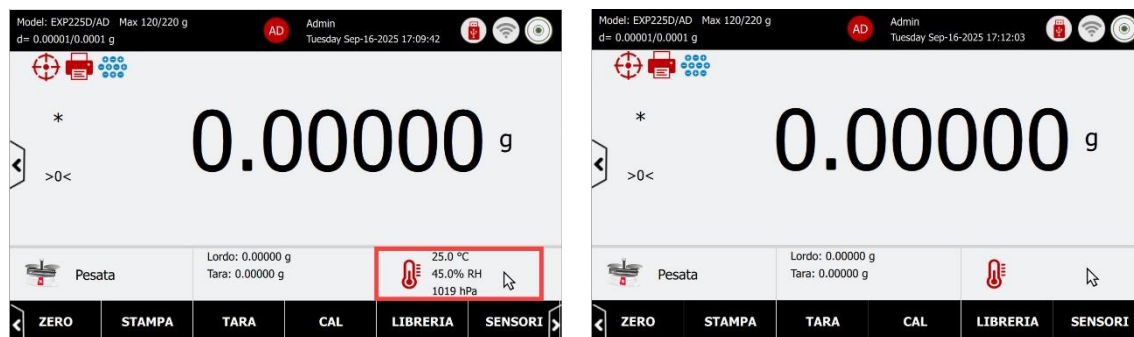 Model: EXP225D/AD Max 120/220 g
d= 0.00001/0.0001 g
AD
Admin
Tuesday Sep-16-2025 17:09:42
*
0.00000 g
>0<
Pesata
Lordo: 0.00000 g
Tara: 0.00000 g
25.0 °C
45.0% RH
1019 hPa
ZERO STAMPA TARA CAL LIBRERIA SENSORI
Model: EXP225D/AD Max 120/220 g
d= 0.00001/0.0001 g
AD
Admin
Tuesday Sep-16-2025 17:12:03
*
0.00000 g
>0<
Pesata
Lordo: 0.00000 g
Tara: 0.00000 g
ZERO STAMPA TARA CAL LIBRERIA SENSORI